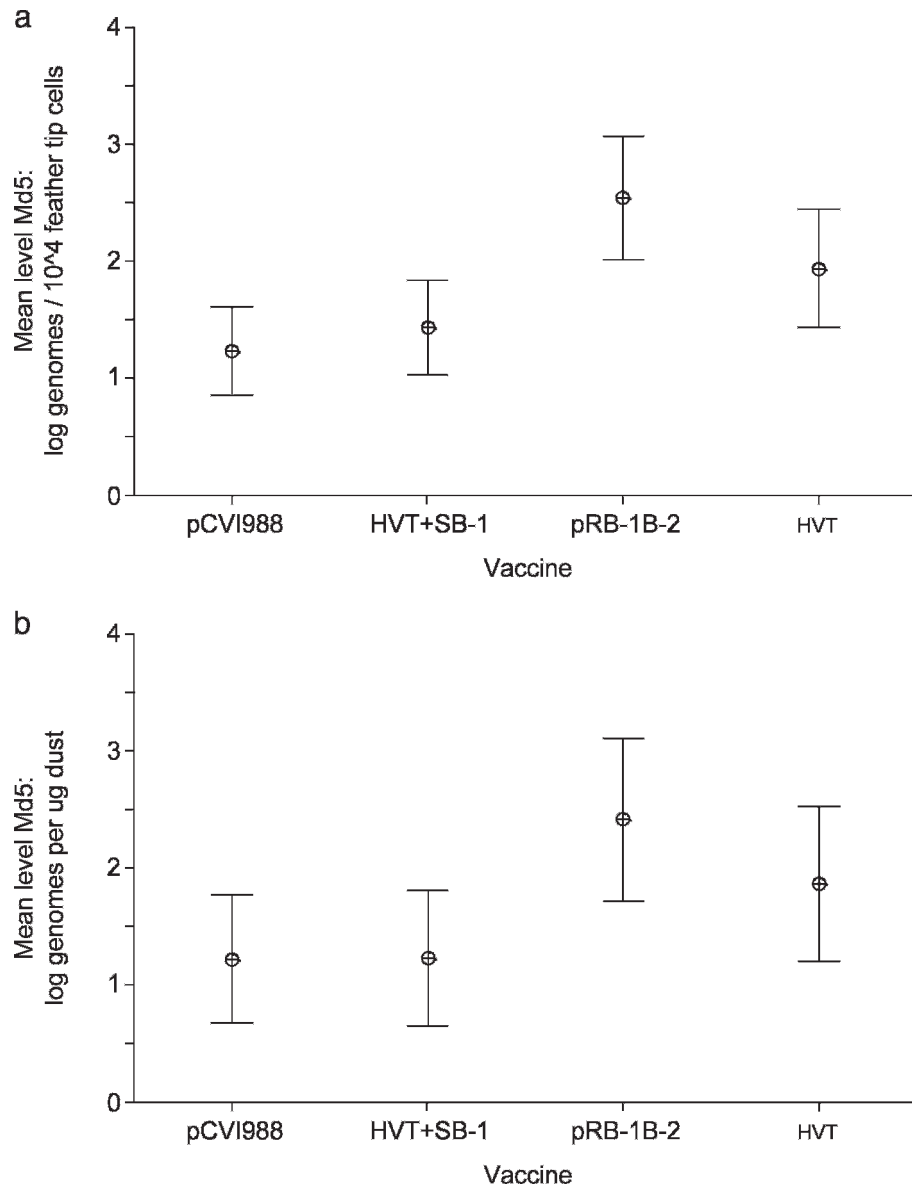 a
Mean level Md5:
log genomes / 10^4 feather tip cells
4
3
2
1
0
pCVI988 HVT+SB-1 pRB-1B-2 HVT
Vaccine
b
Mean level Md5:
log genomes per ug dust
4
3
2
1
0
pCVI988 HVT+SB-1 pRB-1B-2 HVT
Vaccine